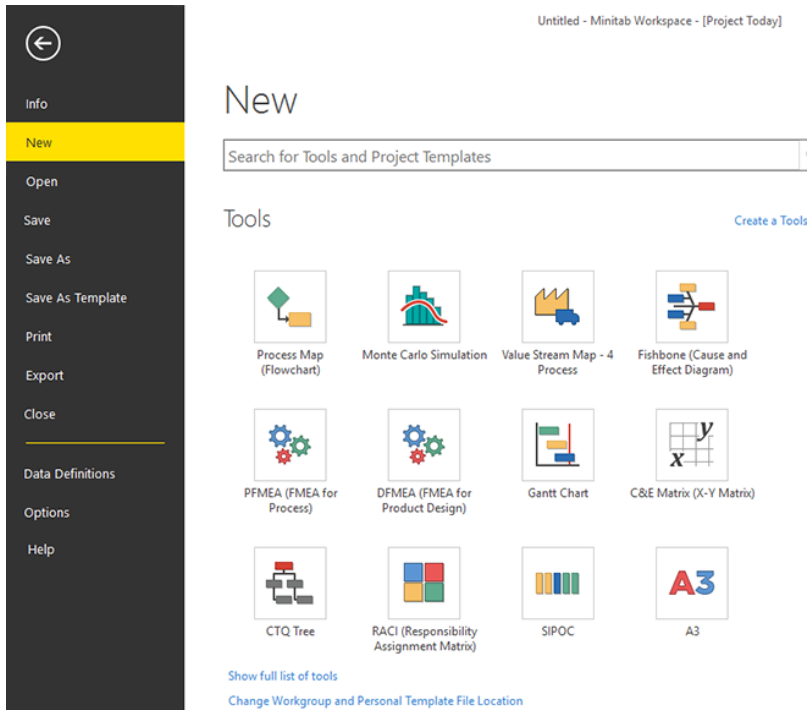 Untitled - Minitab Workspace - [Project Today]
Info
New
Open
Save
Save As
Save As Template
Print
Export
Close
Data Definitions
Options
Help
New
Search for Tools and Project Templates
Tools
Create a Tools
Process Map
(Flowchart)
Monte Carlo Simulation
Value Stream Map - 4
Process
Fishbone (Cause and
Effect Diagram)
PFMEA (FMEA for
Process)
DFMEA (FMEA for
Product Design)
Gantt Chart
y
x
C&E Matrix (X-Y Matrix)
CTQ Tree
RACI (Responsibility
Assignment Matrix)
SIPOC
A3
A3
Show full list of tools
Change Workgroup and Personal Template File Location